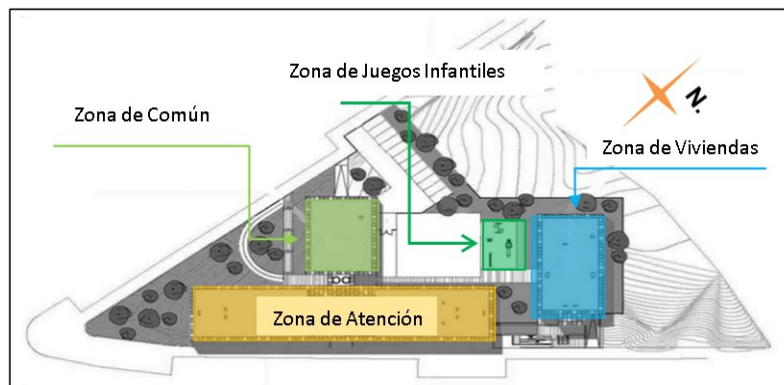 Zona de Juegos Infantiles
Zona de Común
N.
Zona de Viviendas
Zona de Atención